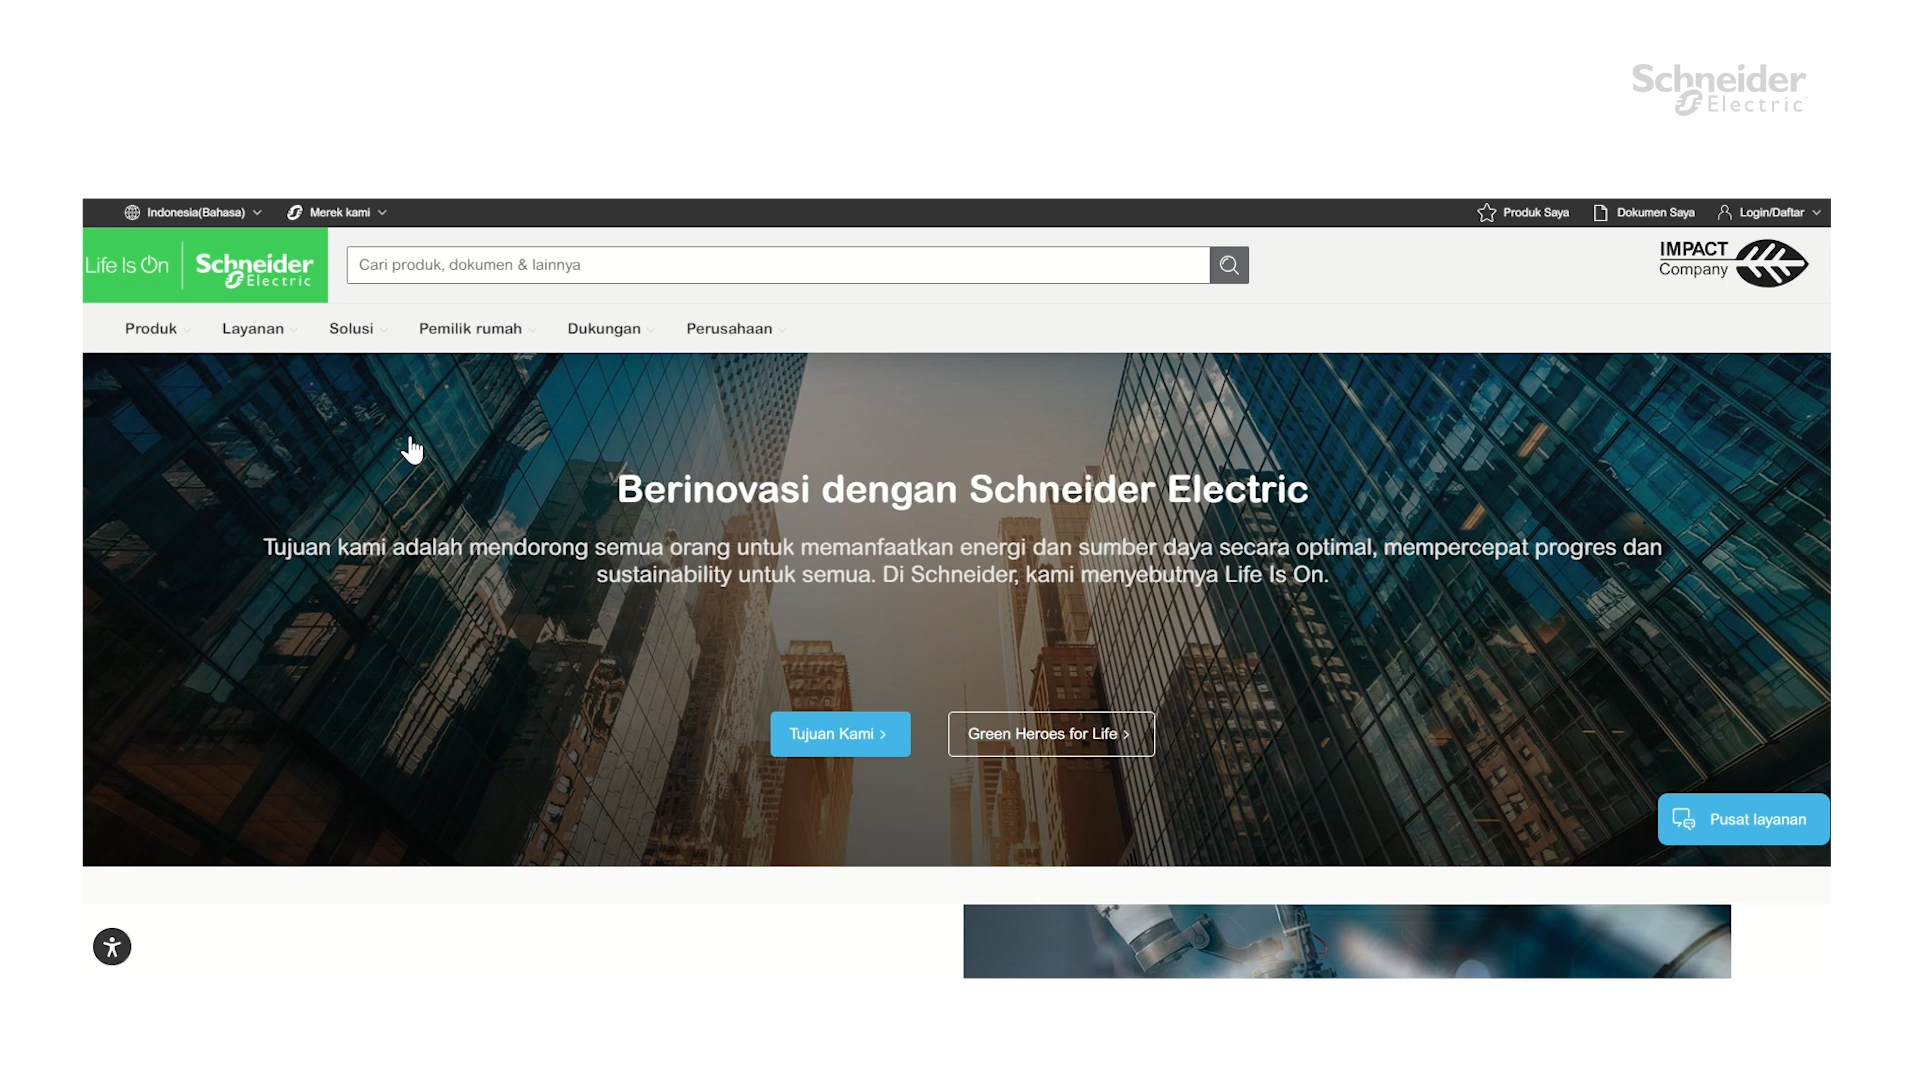 Schneider
Electric
Indonesia(Bahasa)
Merek kami
Produk Saya
Dokumen Saya
Login/Daftar
Life Is On
Schneider
Electric
Cari produk, dokumen & lainnya
IMPACT
Company
Produk
Layanan
Solusi
Pemilik rumah
Dukungan
Perusahaan
Berinovasi dengan Schneider Electric
Tujuan kami adalah mendorong semua orang untuk memanfaatkan energi dan sumber daya secara optimal, mempercepat progres dan
sustainability untuk semua. Di Schneider, kami menyebutnya Life Is On.
Tujuan Kami
Green Heroes for Life
Pusat layanan